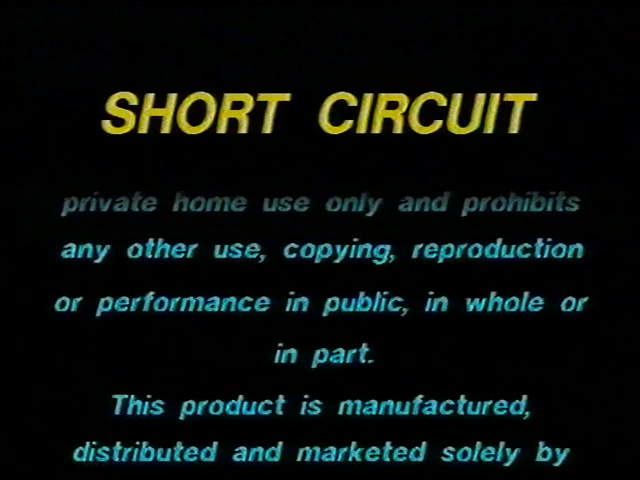 SHORT CIRCUIT
private home use only and prohibits
any other use, copying, reproduction
or performance in public, in whole or
in part.
This product is manufactured,
distributed and marketed solely by